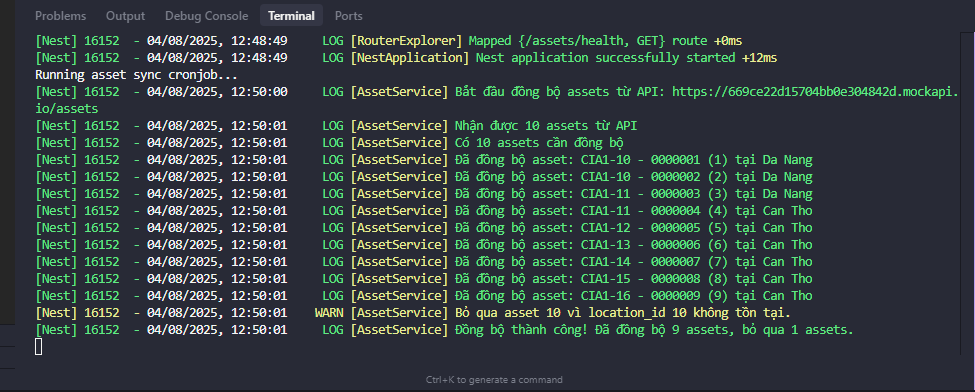 Problems Output Debug Console Terminal Ports
[Nest] 16152 - 04/08/2025, 12:48:49 LOG [RouterExplorer] Mapped {/assets/health, GET} route +0ms
[Nest] 16152 - 04/08/2025, 12:48:49 LOG [NestApplication] Nest application successfully started +12ms
Running asset sync cronjob...
[Nest] 16152 - 04/08/2025, 12:50:00 LOG [AssetService] Bắt đầu đồng bộ assets từ API: https://669ce22d15704bb0e304842d.mockapi.
io/assets
[Nest] 16152 - 04/08/2025, 12:50:01 LOG [AssetService] Nhận được 10 assets từ API
[Nest] 16152 - 04/08/2025, 12:50:01 LOG [AssetService] Có 10 assets cần đồng bộ
[Nest] 16152 - 04/08/2025, 12:50:01 LOG [AssetService] Đã đồng bộ asset: CIA1-10 - 0000001 (1) tại Da Nang
[Nest] 16152 - 04/08/2025, 12:50:01 LOG [AssetService] Đã đồng bộ asset: CIA1-10 - 0000002 (2) tại Da Nang
[Nest] 16152 - 04/08/2025, 12:50:01 LOG [AssetService] Đã đồng bộ asset: CIA1-11 - 0000003 (3) tại Da Nang
[Nest] 16152 - 04/08/2025, 12:50:01 LOG [AssetService] Đã đồng bộ asset: CIA1-11 - 0000004 (4) tại Can Tho
[Nest] 16152 - 04/08/2025, 12:50:01 LOG [AssetService] Đã đồng bộ asset: CIA1-12 - 0000005 (5) tại Can Tho
[Nest] 16152 - 04/08/2025, 12:50:01 LOG [AssetService] Đã đồng bộ asset: CIA1-13 - 0000006 (6) tại Can Tho
[Nest] 16152 - 04/08/2025, 12:50:01 LOG [AssetService] Đã đồng bộ asset: CIA1-14 - 0000007 (7) tại Can Tho
[Nest] 16152 - 04/08/2025, 12:50:01 LOG [AssetService] Đã đồng bộ asset: CIA1-15 - 0000008 (8) tại Can Tho
[Nest] 16152 - 04/08/2025, 12:50:01 LOG [AssetService] Đã đồng bộ asset: CIA1-16 - 0000009 (9) tại Can Tho
[Nest] 16152 - 04/08/2025, 12:50:01 WARN [AssetService] Bỏ qua asset 10 vì location_id 10 không tồn tại.
[Nest] 16152 - 04/08/2025, 12:50:01 LOG [AssetService] Đồng bộ thành công! Đã đồng bộ 9 assets, bỏ qua 1 assets.
Ctrl+K to generate a command